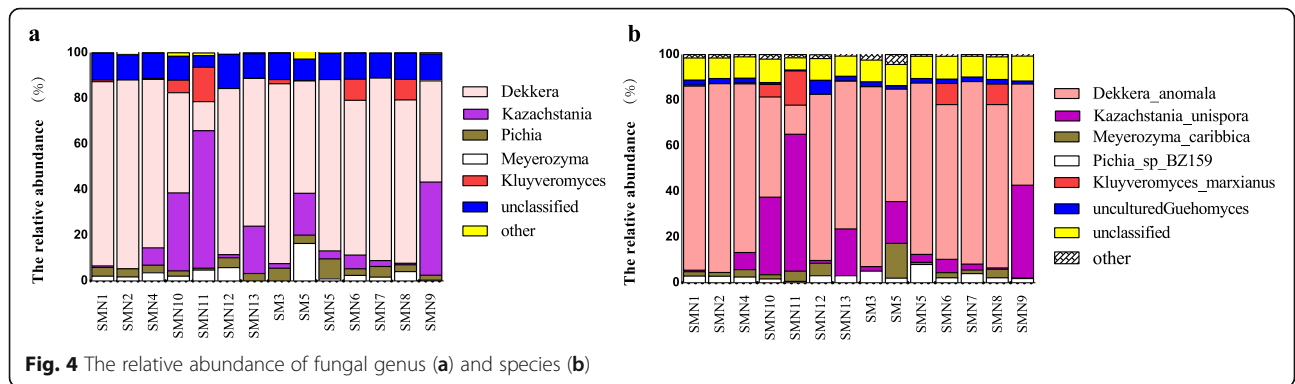 a
The relative abundance (%)
100
80
60
40
20
0
SMN1
SMN2
SMN4
SMN10
SMN11
SMN12
SMN13
SM3
SM5
SMN5
SMN6
SMN7
SMN8
SMN9
Dekkera
Kazachstania
Pichia
Meyerozyma
Kluyveromyces
unclassified
other
b
The relative abundance (%)
100
80
60
40
20
0
SMN1
SMN2
SMN4
SMN10
SMN11
SMN12
SMN13
SM3
SM5
SMN5
SMN6
SMN7
SMN8
SMN9
Dekkera_anomala
Kazachstania_unispora
Meyerozyma_caribbica
Pichia_sp_BZ159
Kluyveromyces_marxianus
unculturedGuehomyces
unclassified
other
Fig. 4 The relative abundance of fungal genus (a) and species (b)